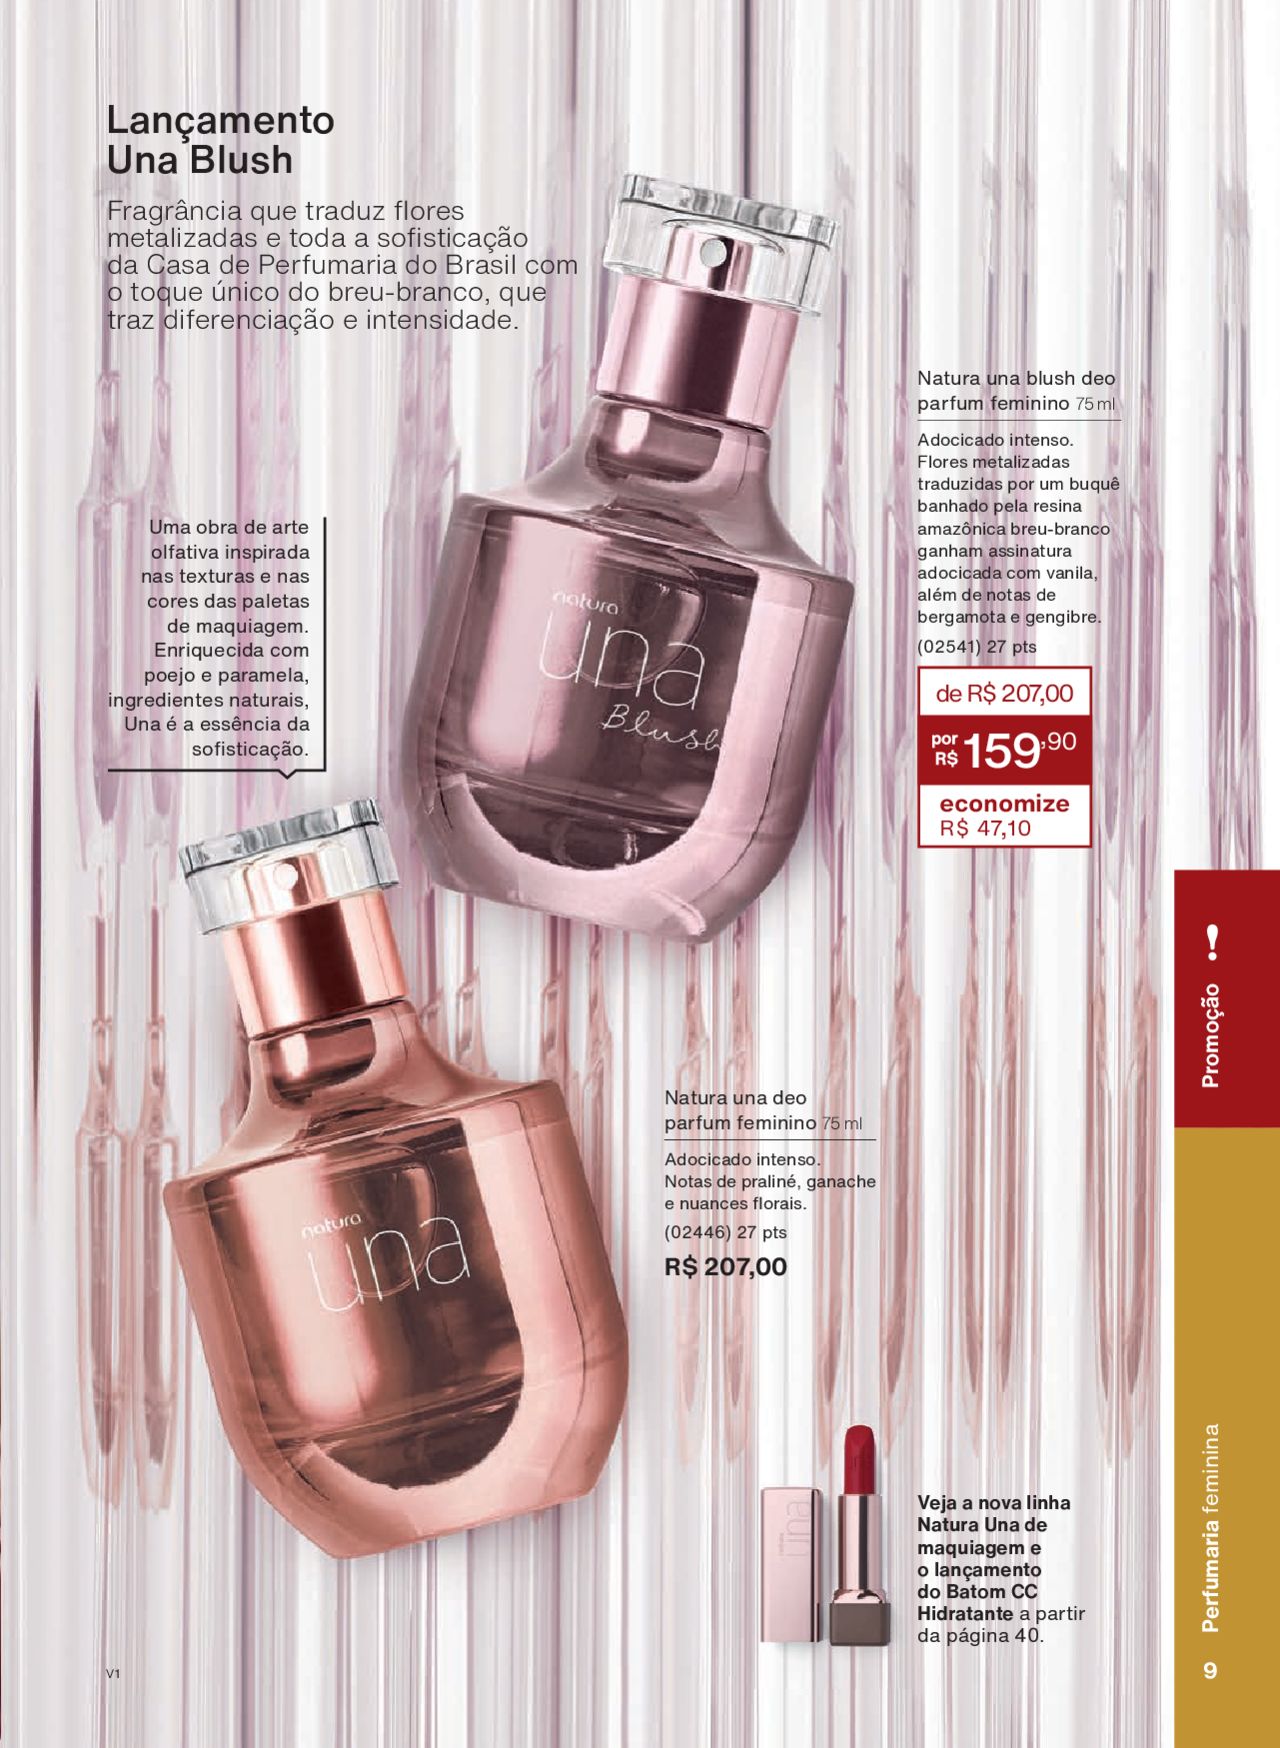 Lançamento
Una Blush
Fragrância que traduz flores
metalizadas e toda a sofisticação
da Casa de Perfumaria do Brasil com
o toque único do breu-branco, que
traz diferenciação e intensidade.
Natura una blush deo
parfum feminino 75 ml
Adocicado intenso.
Flores metalizadas
traduzidas por um buquê
banhado pela resina
amazônica breu-branco
ganham assinatura
adocicada com vanila,
além de notas de
bergamota e gengibre.
(02541) 27 pts
de R$ 207,00
por R$ 159,90
economize
R$ 47,10
Uma obra de arte
olfativa inspirada
nas texturas e nas
cores das paletas
de maquiagem.
Enriquecida com
poejo e paramela,
ingredientes naturais,
Una é a essência da
sofisticação.
natura
una
Blush
Promoção !
natura
una
Natura una deo
parfum feminino 75 ml
Adocicado intenso.
Notas de praliné, ganache
e nuances florais.
(02446) 27 pts
R$ 207,00
natura
una
Veja a nova linha
Natura Una de
maquiagem e
o lançamento
do Batom CC
Hidratante a partir
da página 40.
Perfumaria feminina
9
V1